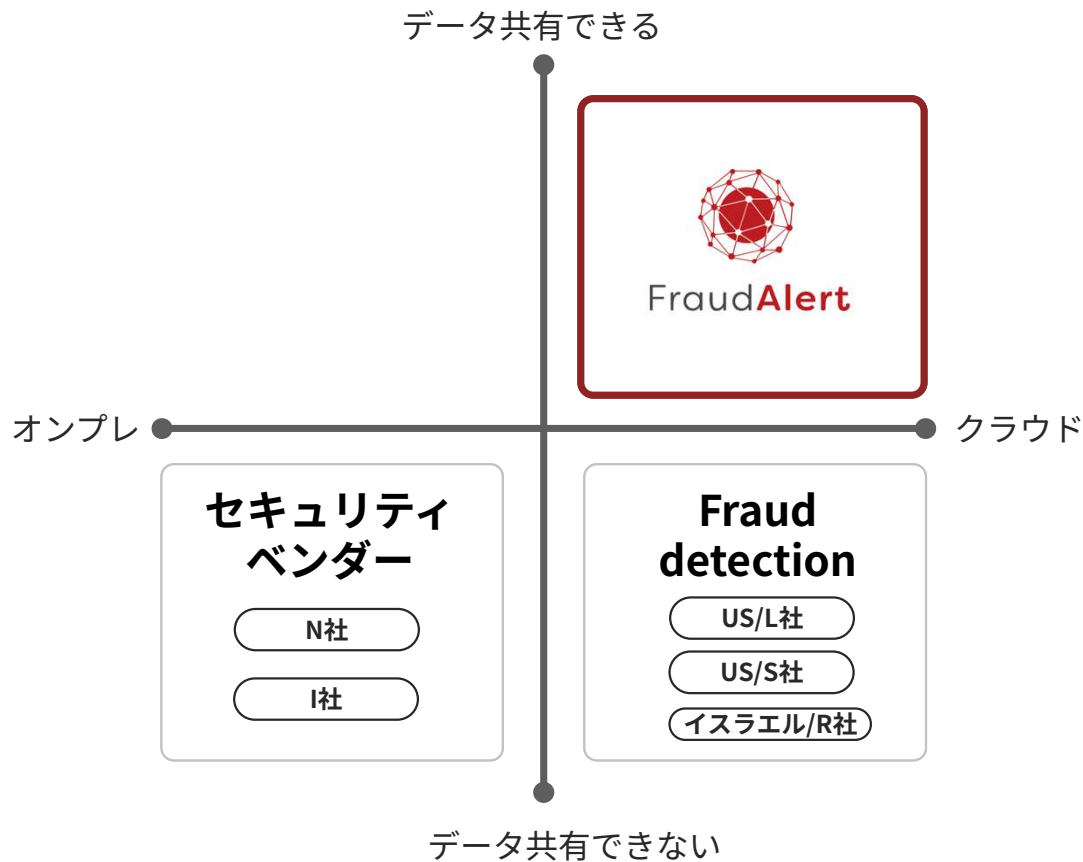 データ共有できる
FraudAlert
オンプレ
クラウド
セキュリティ
ベンダー
N社
I社
Fraud
detection
US/L社
US/S社
イスラエル/R社
データ共有できない